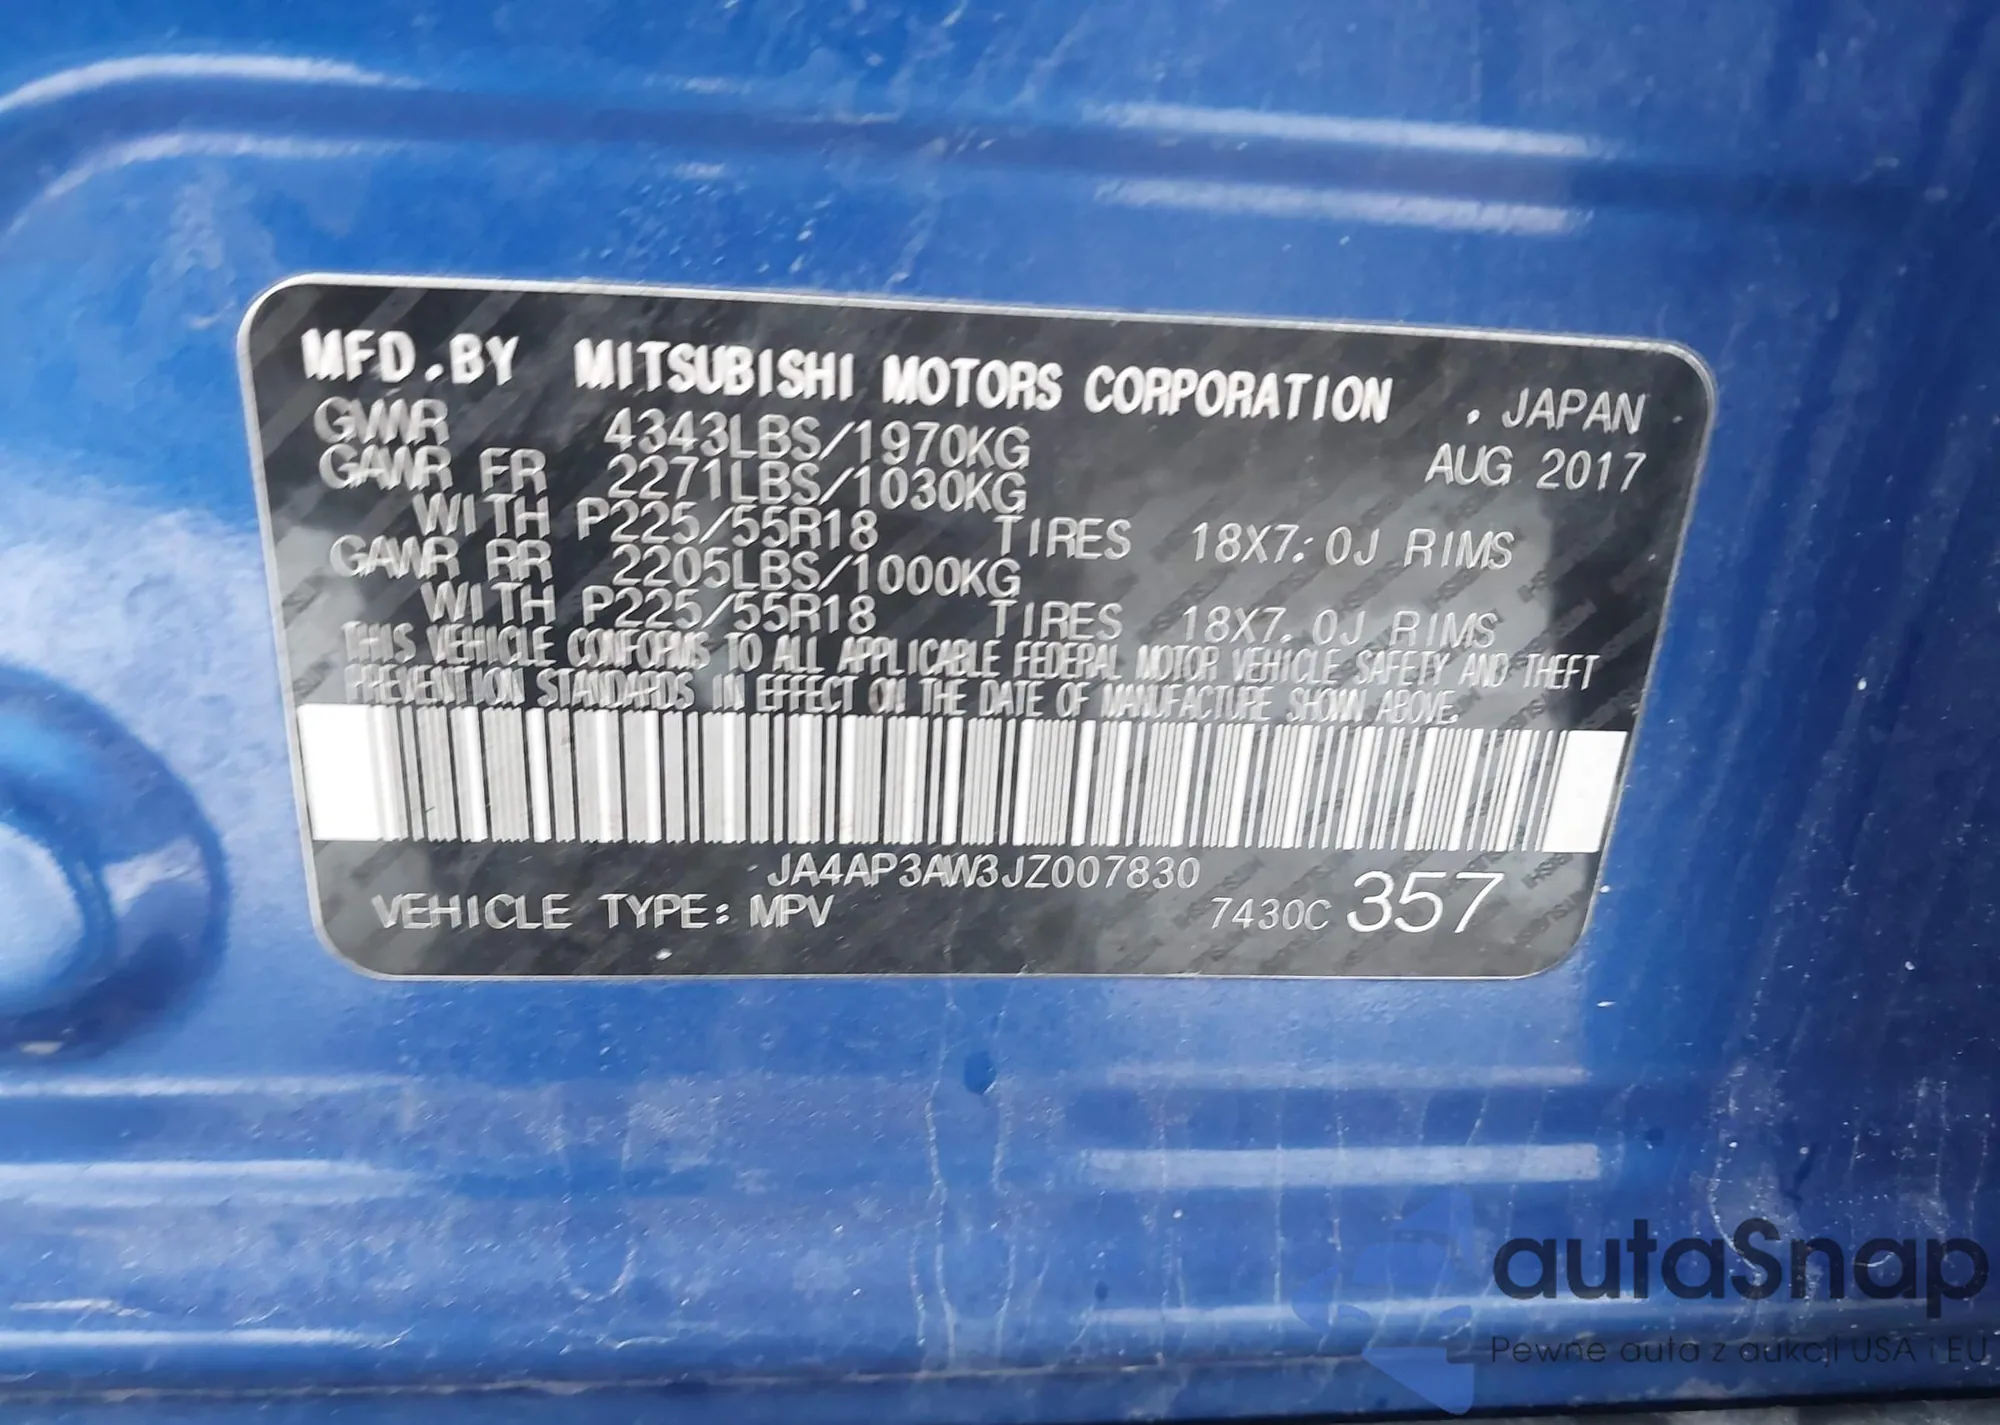 MFD.BY MITSUBISHI MOTORS CORPORATION . JAPAN
GVWR 4343LBS/1970KG AUG 2017
GAWR FR 2271LBS/1030KG
WITH P225/55R18 TIRES 18X7.0J RIMS
GAWR RR 2205LBS/1000KG
WITH P225/55R18 TIRES 18X7.0J RIMS
THIS VEHICLE CONFORMS TO ALL APPLICABLE FEDERAL MOTOR VEHICLE SAFETY AND THEFT
PREVENTION STANDARDS IN EFFECT ON THE DATE OF MANUFACTURE SHOWN ABOVE.
JA4AP3AW3JZ007830
VEHICLE TYPE: MPV 7430C 357
autaSnap
Pewne auta z aukcji USA i EU